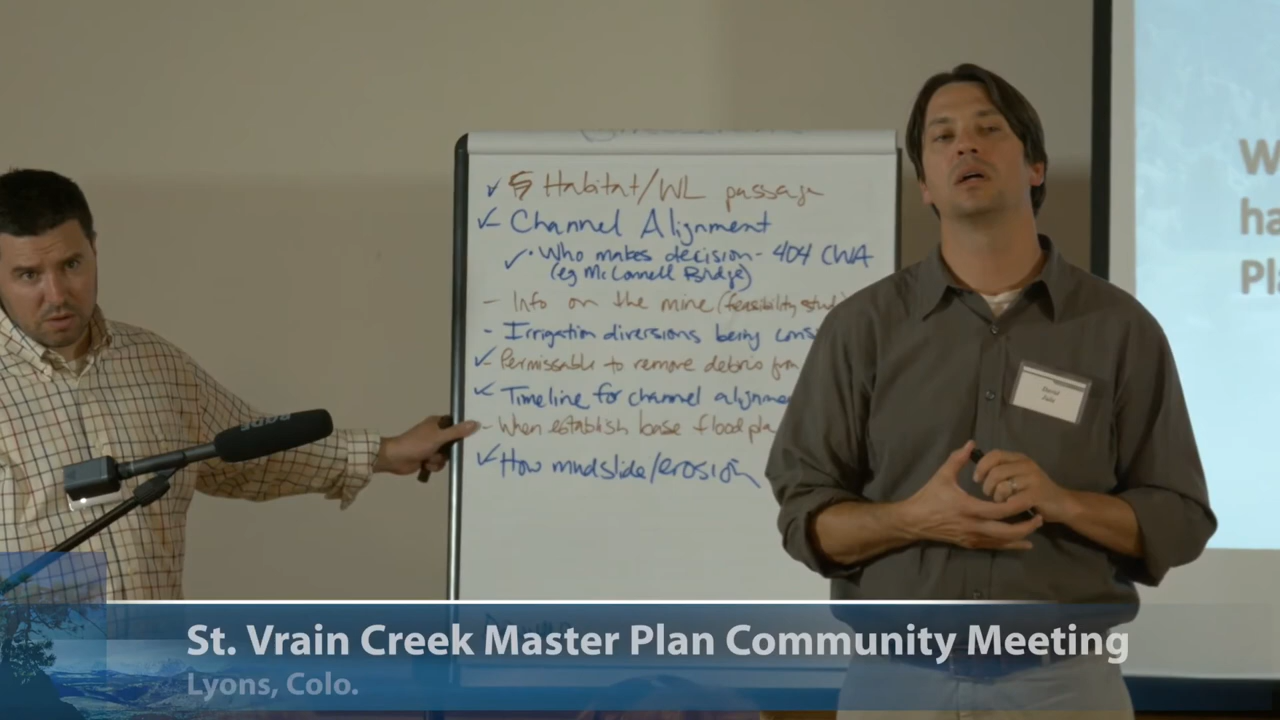 ✓ Habitat/WL passage
✓ Channel Alignment
✓ • Who makes decision - 404 CWA
(eg McConnell Bridge)
- Info on the mine (feasibility
- Irrigation diversions being
✓ - Permissable to remove debris
✓ Timeline for channel
- When establish base flood
✓ How mudslide/erosion
David
RODE
St. Vrain Creek Master Plan Community Meeting
Lyons, Colo.